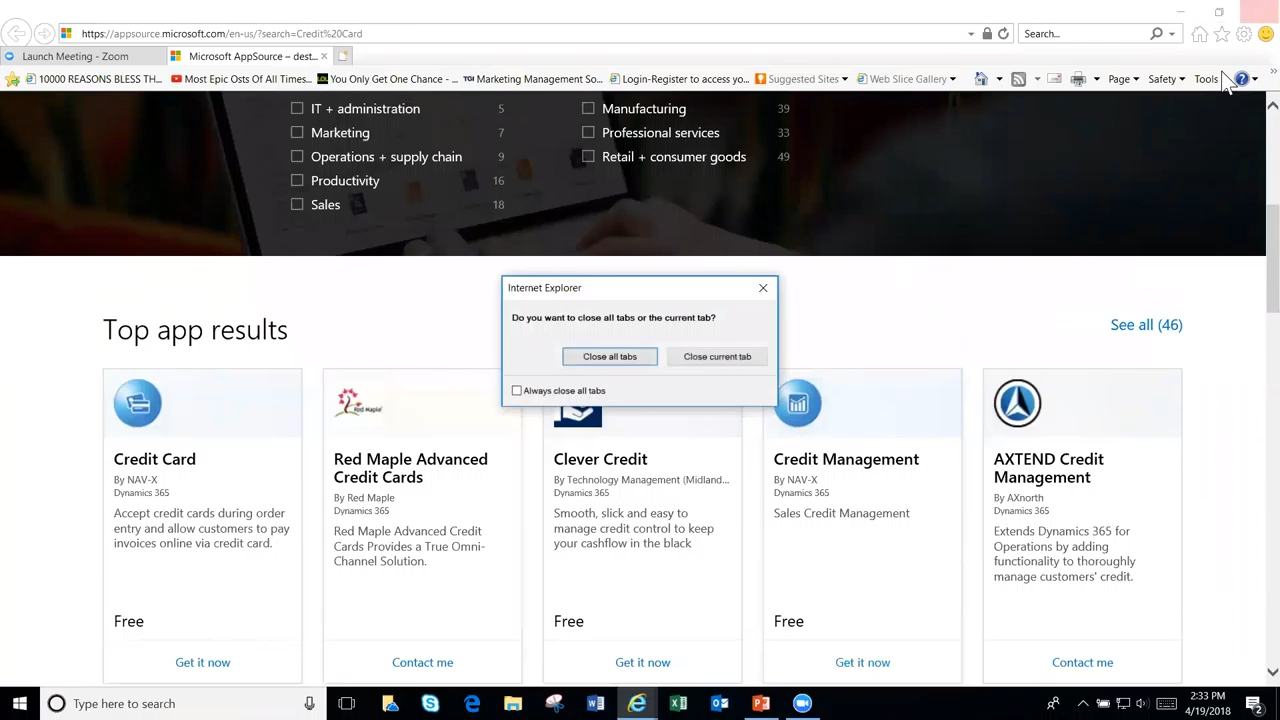 https://appsource.microsoft.com/en-us/?search=Credit%20Card
Search...
Launch Meeting - Zoom
Microsoft AppSource – dest...
10000 REASONS BLESS TH...
Most Epic Osts Of All Times...
You Only Get One Chance - ...
TGI Marketing Management So...
Login-Register to access yo...
Suggested Sites
Web Slice Gallery
Page
Safety
Tools
IT + administration 5
Manufacturing 39
Marketing 7
Professional services 33
Operations + supply chain 9
Retail + consumer goods 49
Productivity 16
Sales 18
Internet Explorer
Do you want to close all tabs or the current tab?
Close all tabs
Close current tab
Always close all tabs
Top app results
See all (46)
Credit Card
By NAV-X
Dynamics 365
Accept credit cards during order
entry and allow customers to pay
invoices online via credit card.
Free
Get it now
Red Maple
Red Maple Advanced
Credit Cards
By Red Maple
Dynamics 365
Red Maple Advanced Credit
Cards Provides a True Omni-
Channel Solution.
Contact me
Clever Credit
By Technology Management (Midland...
Dynamics 365
Smooth, slick and easy to
manage credit control to keep
your cashflow in the black
Free
Get it now
Credit Management
By NAV-X
Dynamics 365
Sales Credit Management
Free
Get it now
AXTEND Credit
Management
By AXnorth
Dynamics 365
Extends Dynamics 365 for
Operations by adding
functionality to thoroughly
manage customers' credit.
Contact me
Type here to search
2:33 PM
4/19/2018
2